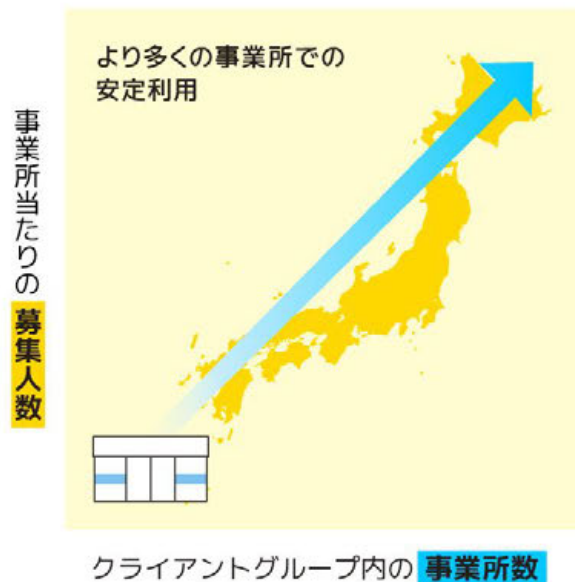 より多くの事業所での
安定利用
事業所当たりの募集人数
クライアントグループ内の 事業所数